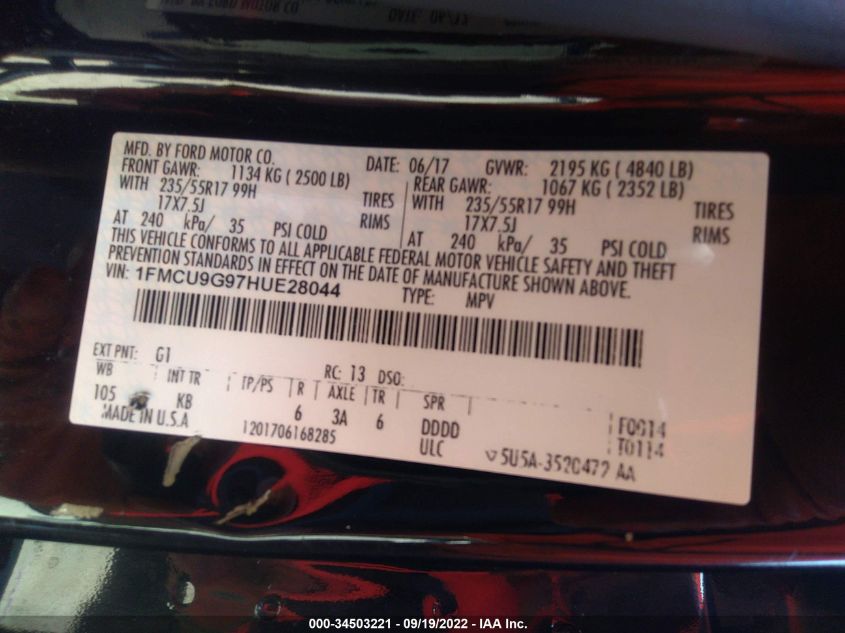 MFD. BY FORD MOTOR CO.
DATE: 06/17 GVWR: 2195 KG ( 4840 LB)
FRONT GAWR: 1134 KG ( 2500 LB) REAR GAWR: 1067 KG ( 2352 LB)
WITH 235/55R17 99H TIRES WITH 235/55R17 99H TIRES
17X7.5J RIMS 17X7.5J RIMS
AT 240 kPa/ 35 PSI COLD AT 240 kPa/ 35 PSI COLD
THIS VEHICLE CONFORMS TO ALL APPLICABLE FEDERAL MOTOR VEHICLE SAFETY AND THEFT
PREVENTION STANDARDS IN EFFECT ON THE DATE OF MANUFACTURE SHOWN ABOVE.
VIN: 1FMCU9G97HUE28044 TYPE: MPV
EXT PNT: G1 RC: 13 DSO:
WB INT TR TP/PS R AXLE TR SPR
105 KB 6 3A 6 DDDD F0014
MADE IN U.S.A 1201706168285 ULC T0114
5U5A-3520472 AA
000-34503221 - 09/19/2022 - IAA Inc.